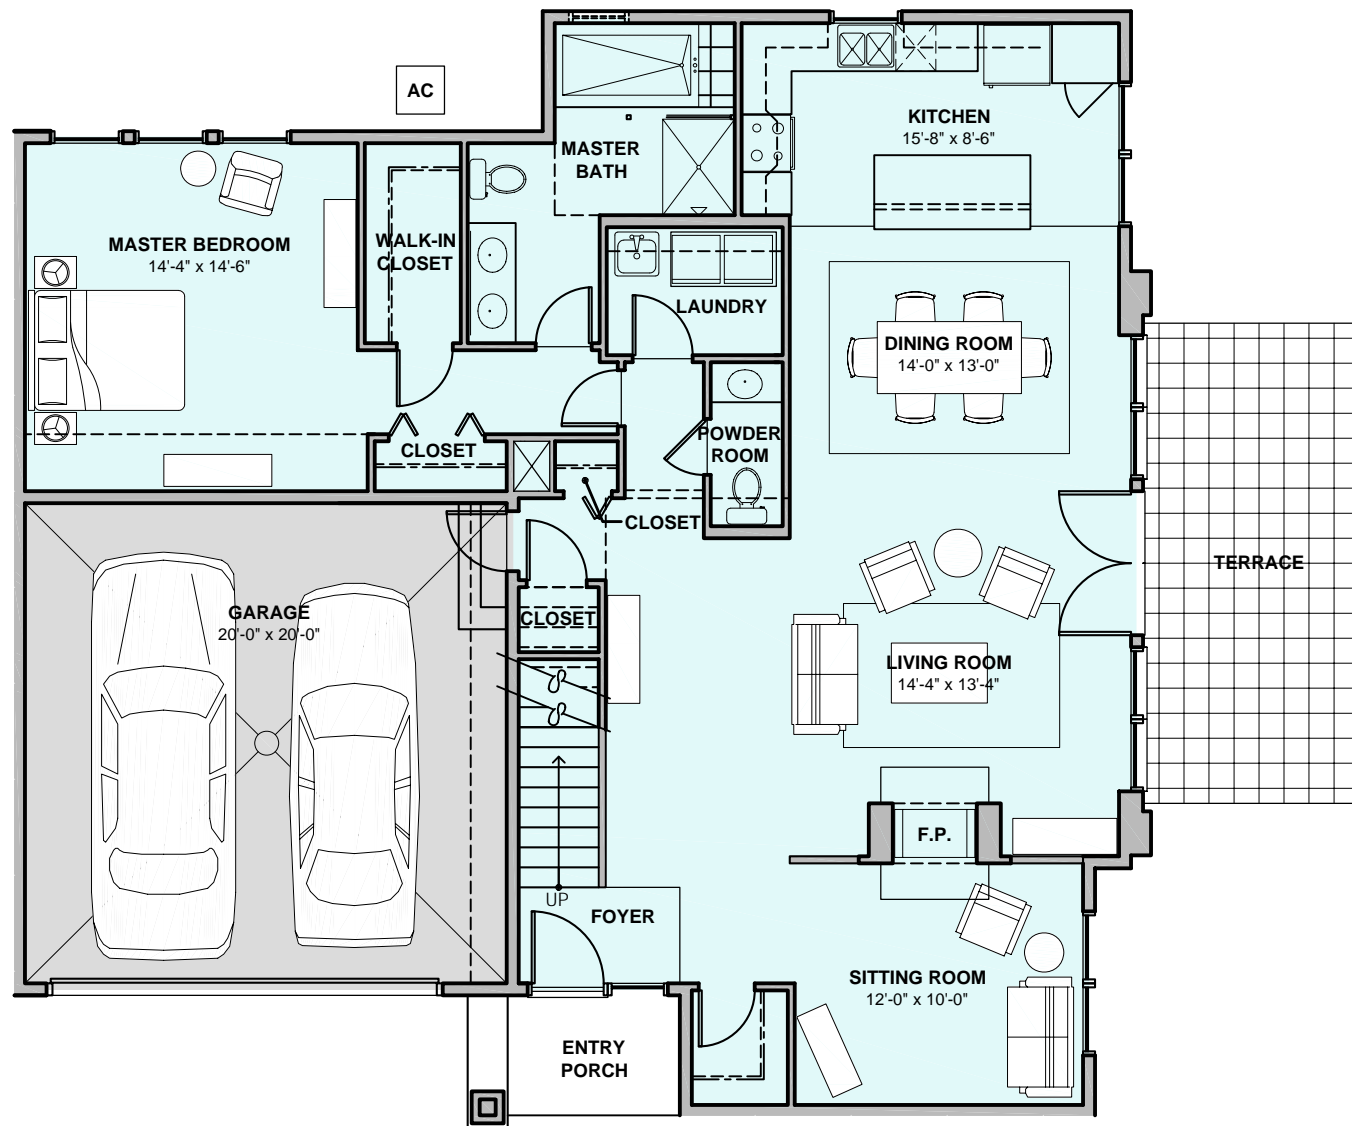 AC
KITCHEN
15'-8" x 8'-6"
MASTER
BATH
MASTER BEDROOM
14'-4" x 14'-6"
WALK-IN
CLOSET
LAUNDRY
DINING ROOM
14'-0" x 13'-0"
CLOSET
POWDER
ROOM
CLOSET
TERRACE
GARAGE
20'-0" x 20'-0"
CLOSET
LIVING ROOM
14'-4" x 13'-4"
F.P.
UP
FOYER
SITTING ROOM
12'-0" x 10'-0"
ENTRY
PORCH